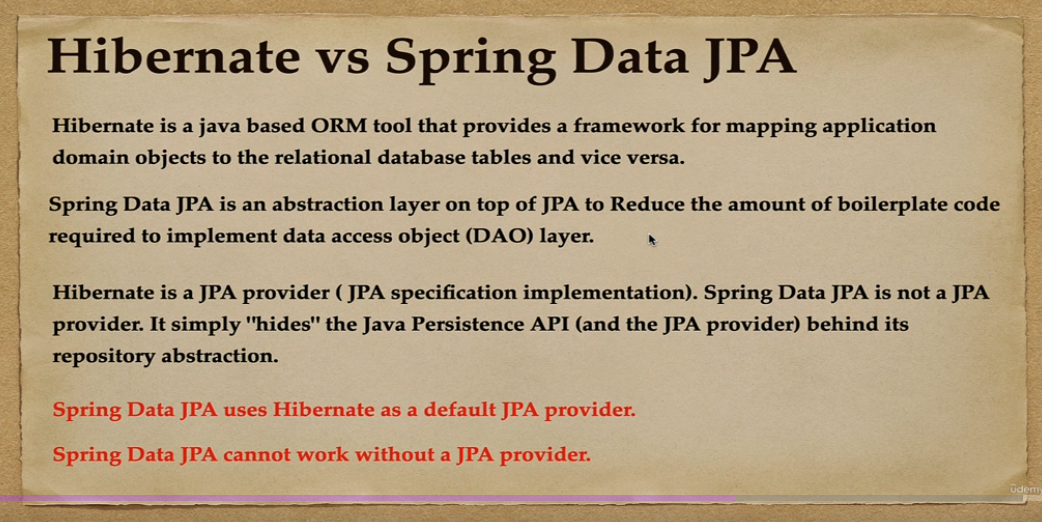 Hibernate vs Spring Data JPA
Hibernate is a java based ORM tool that provides a framework for mapping application
domain objects to the relational database tables and vice versa.
Spring Data JPA is an abstraction layer on top of JPA to Reduce the amount of boilerplate code
required to implement data access object (DAO) layer.
Hibernate is a JPA provider ( JPA specification implementation). Spring Data JPA is not a JPA
provider. It simply "hides" the Java Persistence API (and the JPA provider) behind its
repository abstraction.
Spring Data JPA uses Hibernate as a default JPA provider.
Spring Data JPA cannot work without a JPA provider.
ûdemy